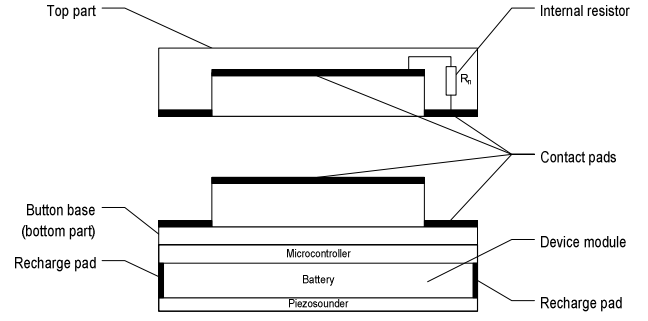 Top part
Internal resistor
Rn
Contact pads
Button base
(bottom part)
Microcontroller
Device module
Recharge pad
Battery
Piezosounder
Recharge pad